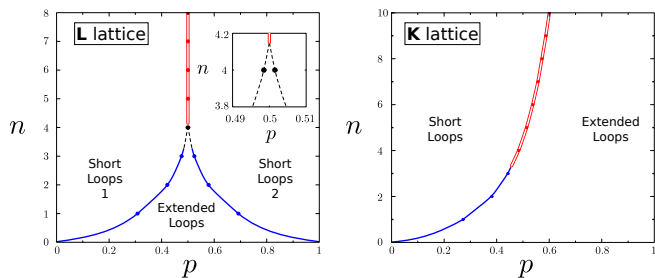 L lattice
n
8
7
6
5
4
3
2
1
0
0
0.2
0.4
0.6
0.8
1
p
Short
Loops
1
Extended
Loops
Short
Loops
2
4.2
4
3.8
n
0.49
0.5
0.51
p
K lattice
n
10
8
6
4
2
0
0
0.2
0.4
0.6
0.8
1
p
Short
Loops
Extended
Loops